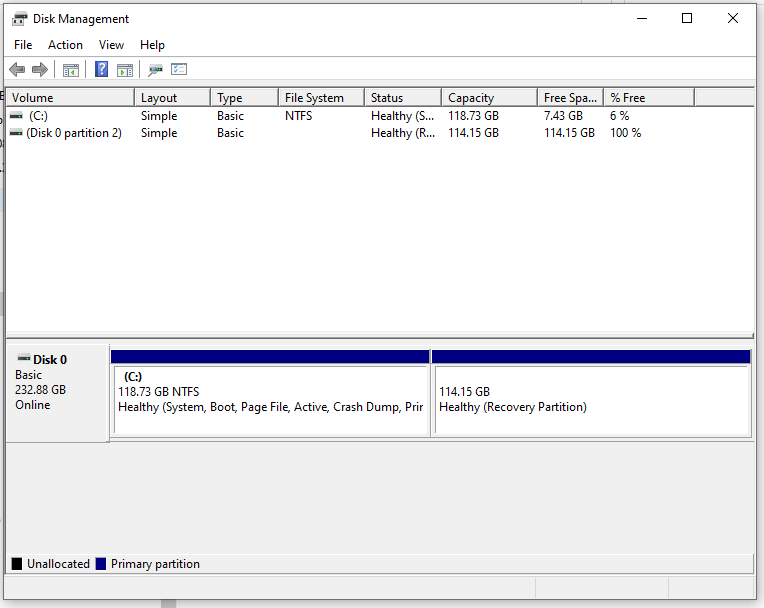 Disk Management
File Action View Help
Volume Layout Type File System Status Capacity Free Spa... % Free
(C:) Simple Basic NTFS Healthy (S... 118.73 GB 7.43 GB 6 %
(Disk 0 partition 2) Simple Basic Healthy (R... 114.15 GB 114.15 GB 100 %
Disk 0
Basic
232.88 GB
Online
(C:)
118.73 GB NTFS
Healthy (System, Boot, Page File, Active, Crash Dump, Prir
114.15 GB
Healthy (Recovery Partition)
Unallocated Primary partition